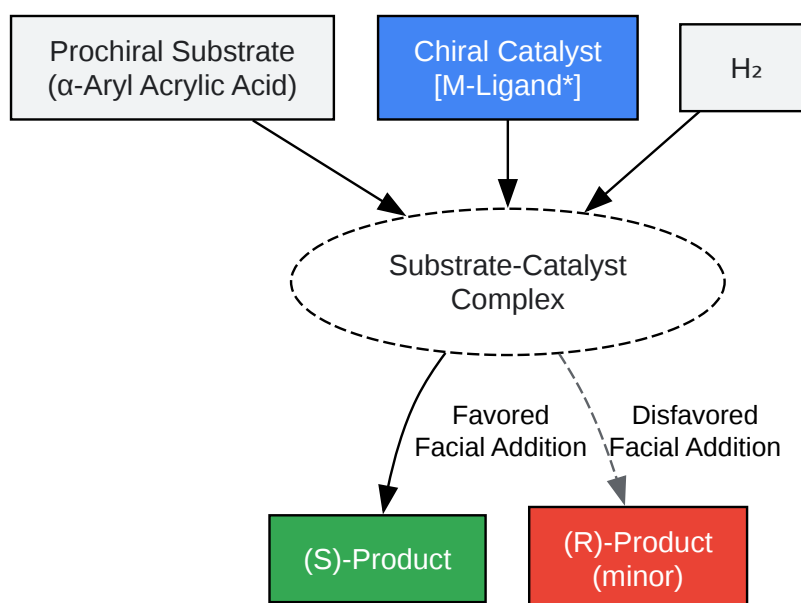 Prochiral Substrate
(α-Aryl Acrylic Acid)
Chiral Catalyst
[M-Ligand*]
H₂
Substrate-Catalyst
Complex
Favored
Facial Addition
Disfavored
Facial Addition
(S)-Product
(R)-Product
(minor)